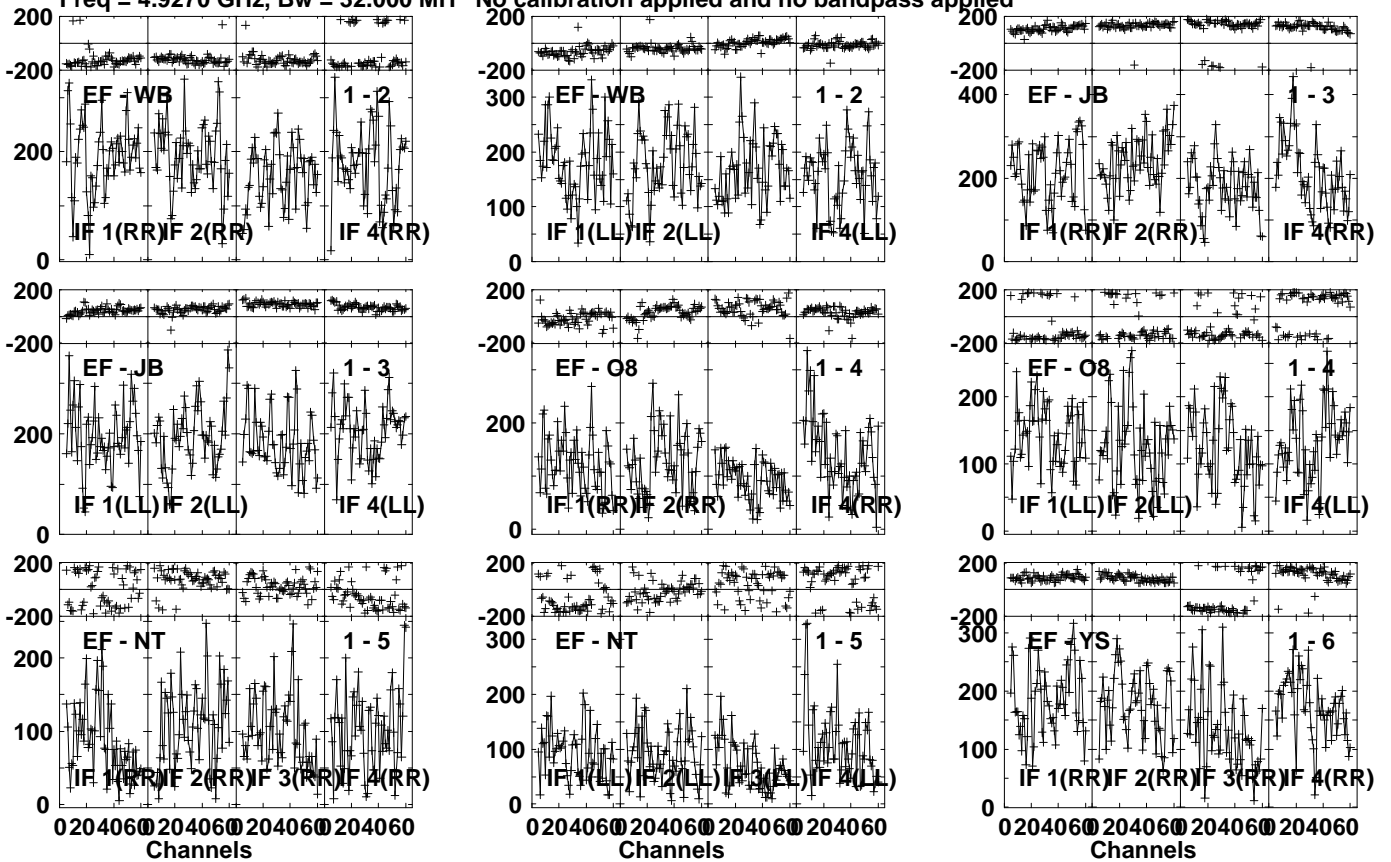 Freq = 4.9270 GHz, Bw = 32.000 MH No calibration applied and no bandpass applied
200
-200
EF - WB 1 - 2
200
IF 1(RR) IF 2(RR) IF 4(RR)
0
EF - WB 1 - 2
300
200
100
IF 1(LL) IF 2(LL) IF 4(LL)
0
200
-200
EF - JB 1 - 3
400
200
IF 1(RR) IF 2(RR) IF 4(RR)
0
200
-200
EF - JB 1 - 3
200
IF 1(LL) IF 2(LL) IF 4(LL)
0
200
-200
EF - O8 1 - 4
200
IF 1(RR) IF 2(RR) IF 4(RR)
0
200
-200
EF - O8 1 - 4
200
100
IF 1(LL) IF 2(LL) IF 4(LL)
0
200
-200
EF - NT 1 - 5
200
100
IF 1(RR) IF 2(RR) IF 3(RR) IF 4(RR)
0
0 20 40 60 0 20 40 60 0 20 40 60 0 20 40 60
Channels
200
-200
EF - NT 1 - 5
300
200
100
IF 1(LL) IF 2(LL) IF 3(LL) IF 4(LL)
0
0 20 40 60 0 20 40 60 0 20 40 60 0 20 40 60
Channels
200
-200
EF - YS 1 - 6
300
200
100
IF 1(RR) IF 2(RR) IF 3(RR) IF 4(RR)
0
0 20 40 60 0 20 40 60 0 20 40 60 0 20 40 60
Channels